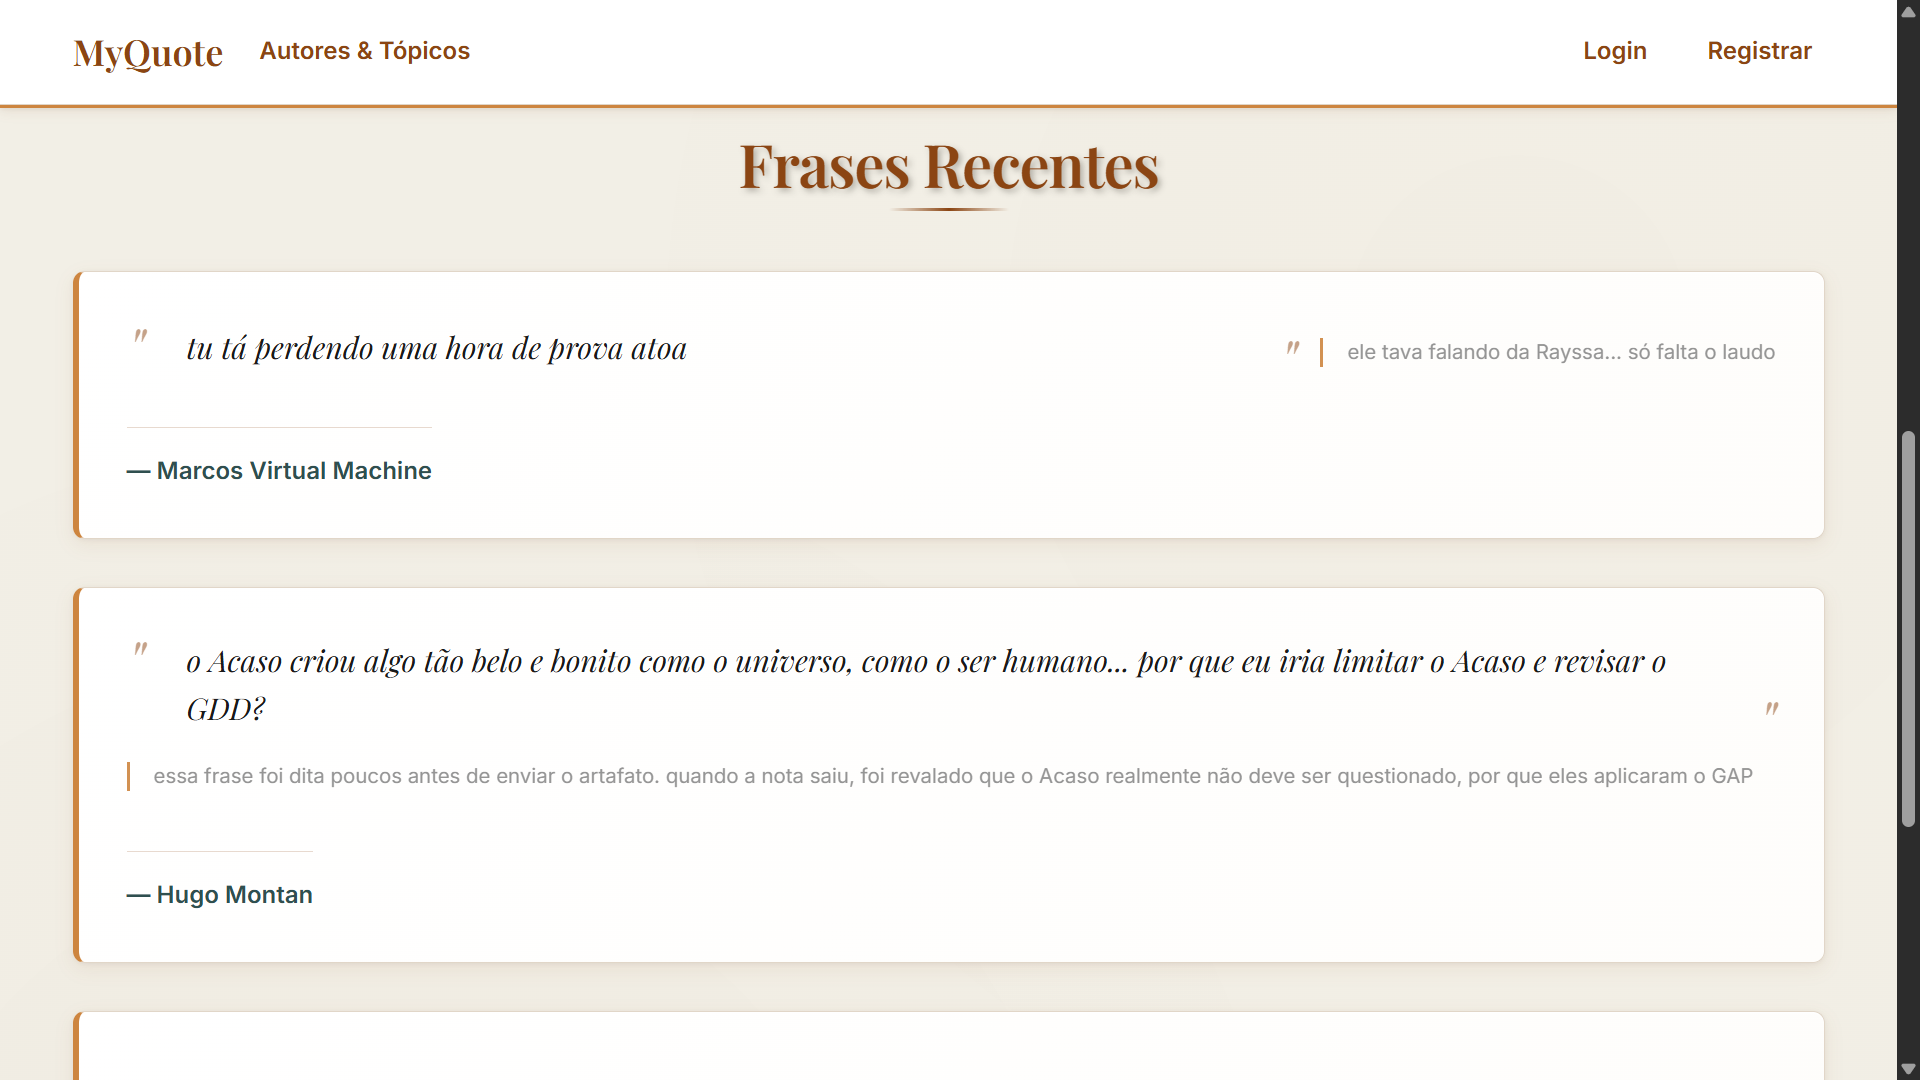 MyQuote
Autores & Tópicos
Login
Registrar
Frases Recentes
" tu tá perdendo uma hora de prova atoa "
ele tava falando da Rayssa... só falta o laudo
— Marcos Virtual Machine
" o Acaso criou algo tão belo e bonito como o universo, como o ser humano... por que eu iria limitar o Acaso e revisar o
GDD? "
essa frase foi dita poucos antes de enviar o artafato. quando a nota saiu, foi revalado que o Acaso realmente não deve ser questionado, por que eles aplicaram o GAP
— Hugo Montan